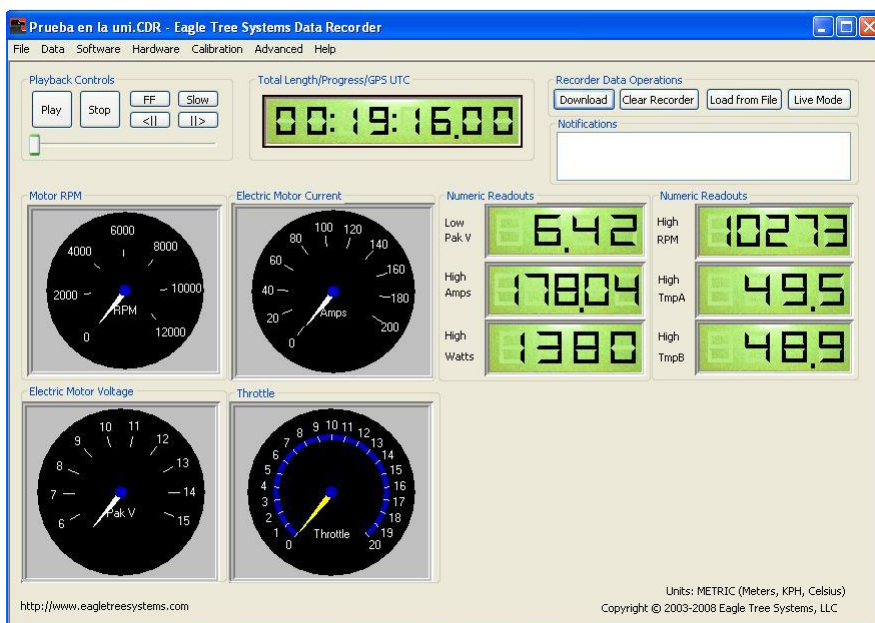 Prueba en la uni.CDR - Eagle Tree Systems Data Recorder
File Data Software Hardware Calibration Advanced Help
Playback Controls
Play
Stop
FF
Slow
<||
||>
Total Length/Progress/GPS UTC
00:19:16.00
Recorder Data Operations
Download
Clear Recorder
Load from File
Live Mode
Notifications
Motor RPM
0
2000
4000
6000
8000
10000
12000
RPM
Electric Motor Current
0
20
40
60
80
100
120
140
160
180
200
Amps
Numeric Readouts
Low Pak V
6.42
High Amps
178.04
High Watts
1380
Numeric Readouts
High RPM
10273
High TmpA
49.5
High TmpB
48.9
Electric Motor Voltage
6
7
8
9
10
11
12
13
14
15
Pak V
Throttle
0
1
2
3
4
5
6
7
8
9
10
11
12
13
14
15
16
17
18
19
20
Throttle
http://www.eagletreesystems.com
Units: METRIC (Meters, KPH, Celsius)
Copyright © 2003-2008 Eagle Tree Systems, LLC